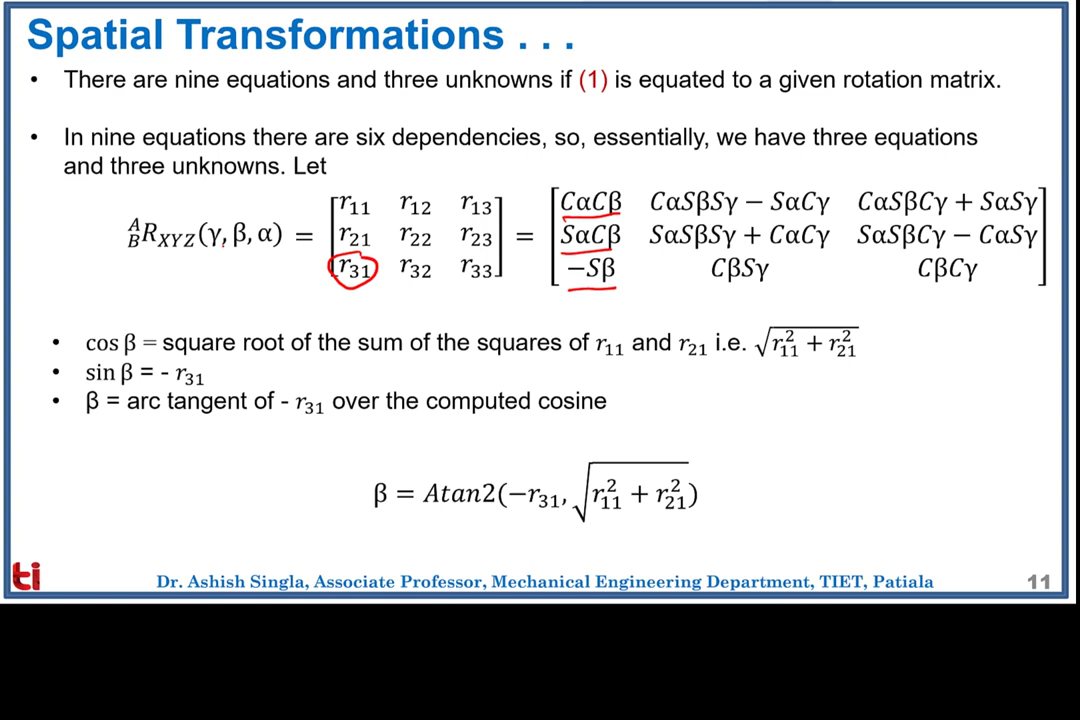 Spatial Transformations . . .
• There are nine equations and three unknowns if (1) is equated to a given rotation matrix.
• In nine equations there are six dependencies, so, essentially, we have three equations
and three unknowns. Let
r₁₁ r₁₂ r₁₃ CαCβ CαSβSγ − SαCγ CαSβCγ + SαSγ
ᴬ_BR_XYZ(γ, β, α) = [r₂₁ r₂₂ r₂₃] = [SαCβ SαSβSγ + CαCγ SαSβCγ − CαSγ]
r₃₁ r₃₂ r₃₃ −Sβ CβSγ CβCγ
• cos β = square root of the sum of the squares of r₁₁ and r₂₁ i.e. √(r₁₁² + r₂₁²)
• sin β = - r₃₁
• β = arc tangent of - r₃₁ over the computed cosine
β = Atan2(−r₃₁, √(r₁₁² + r₂₁²))
ti Dr. Ashish Singla, Associate Professor, Mechanical Engineering Department, TIET, Patiala 11